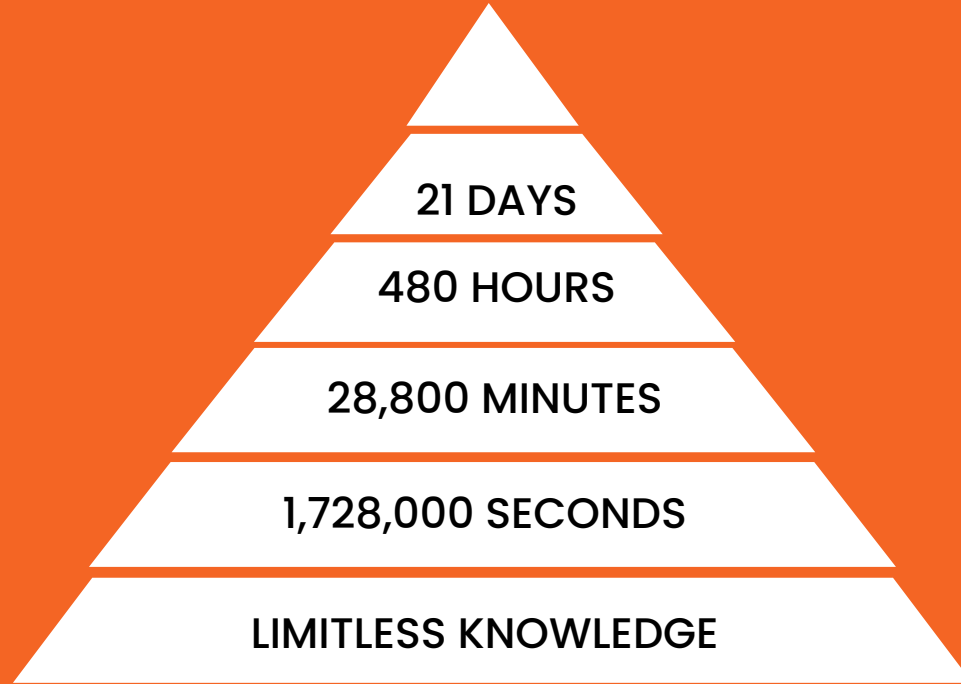 21 DAYS
480 HOURS
28,800 MINUTES
1,728,000 SECONDS
LIMITLESS KNOWLEDGE